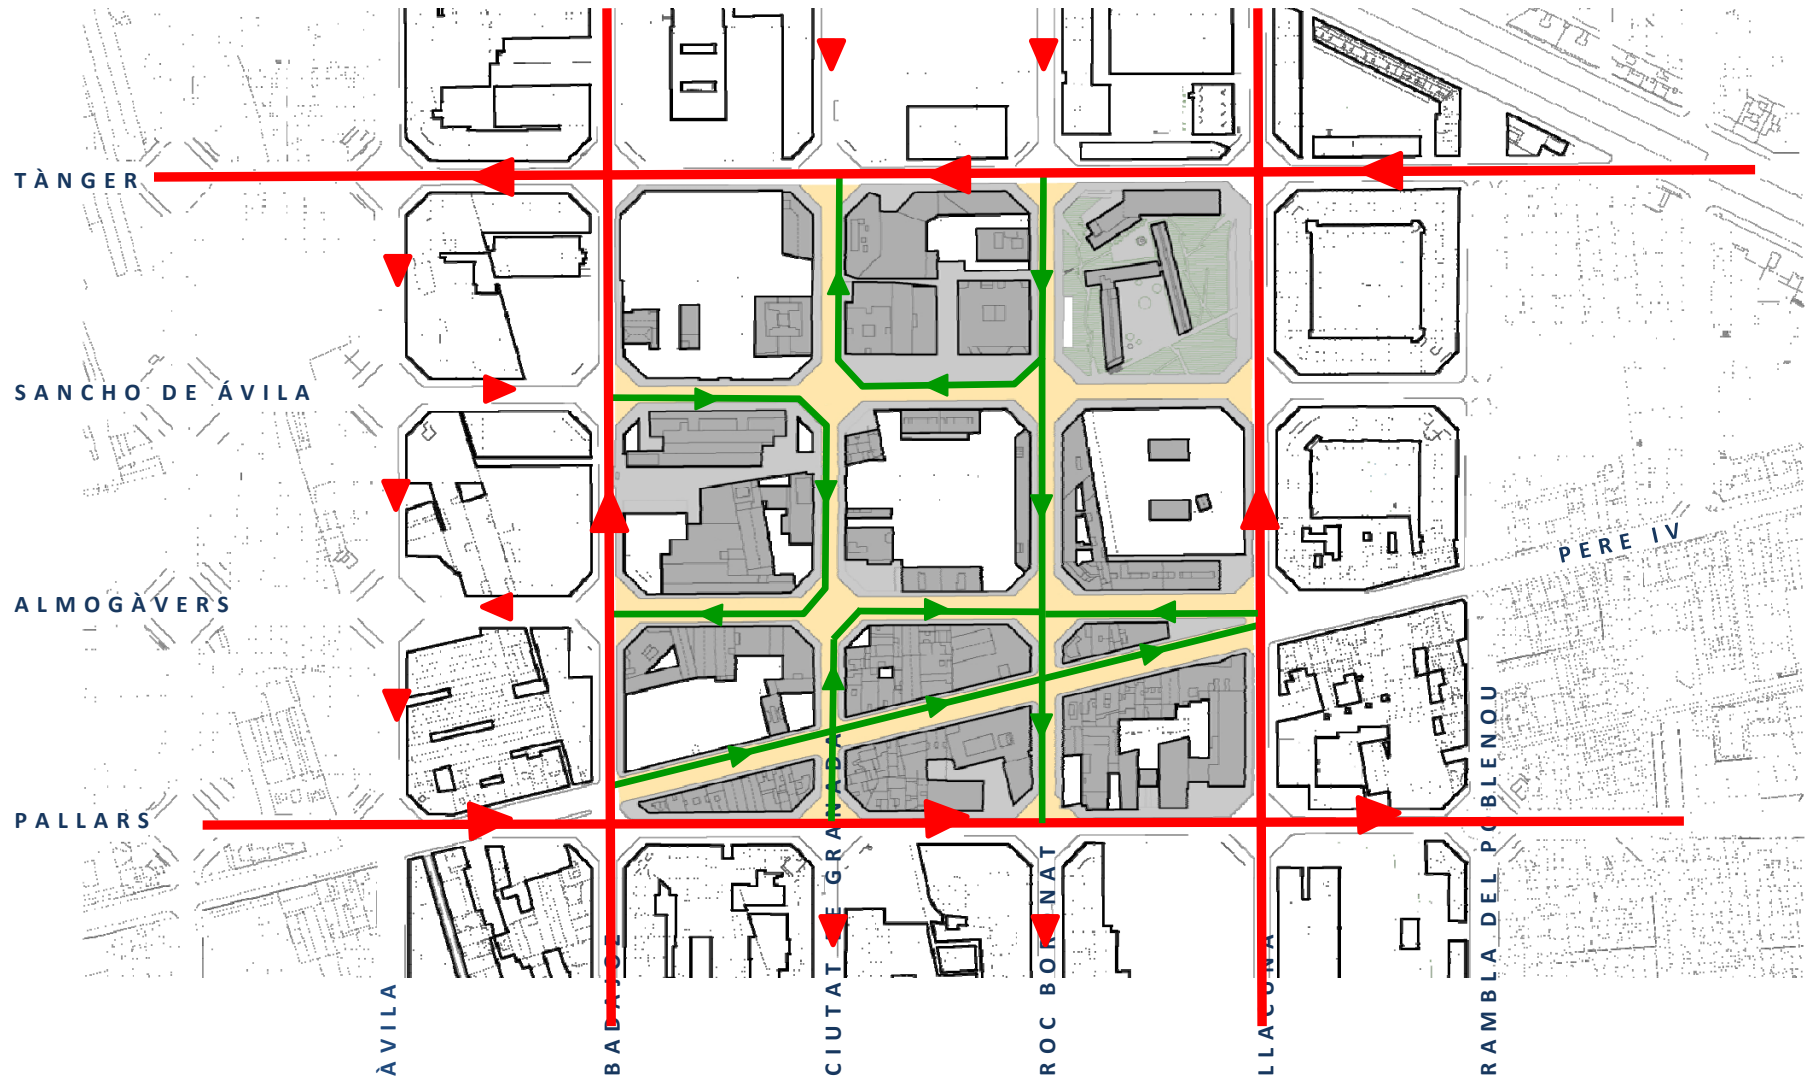 TÀNGER
SANCHO DE ÁVILA
PERE IV
ALMOGÀVERS
PALLARS
ÀVILA
BADAJOZ
CIUTAT DE GRANADA
ROC BORONAT
LLACUNA
RAMBLA DEL POBLENOU